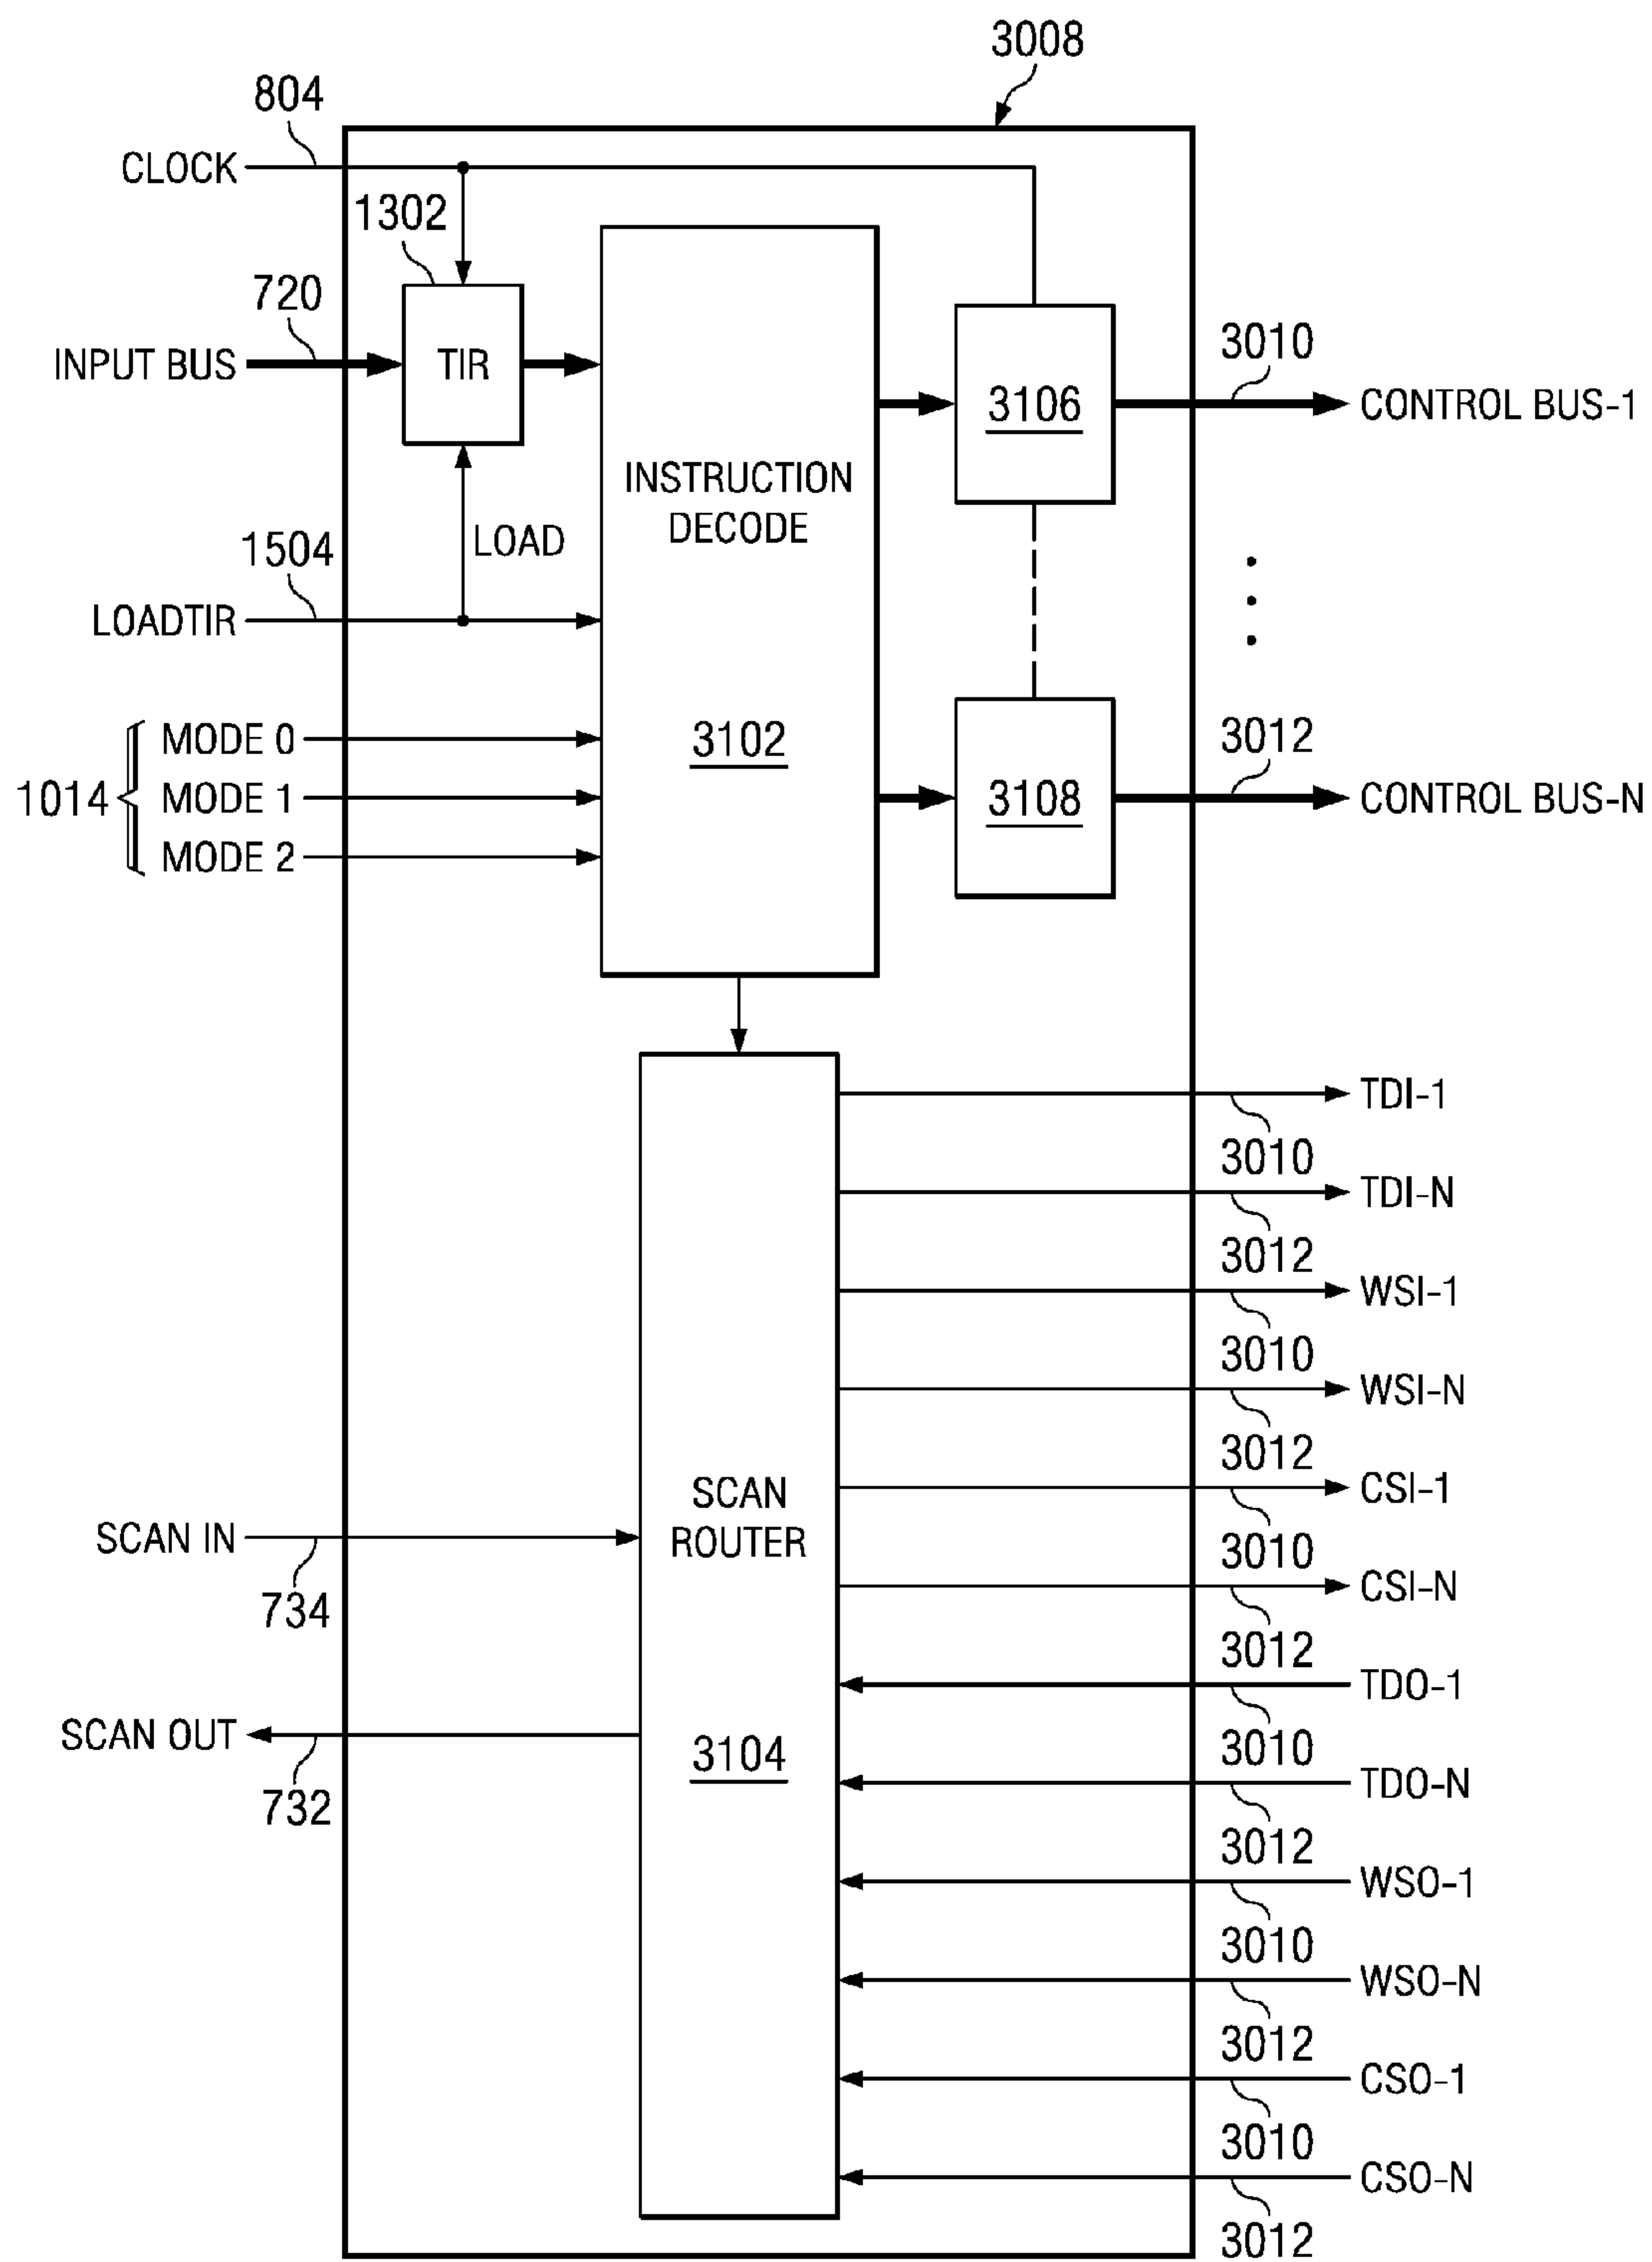 3008
804
CLOCK
1302
720
INPUT BUS
TIR
3010
3106
CONTROL BUS-1
INSTRUCTION
DECODE
1504
LOAD
LOADTIR
3102
3012
1014
MODE 0
MODE 1
MODE 2
3108
CONTROL BUS-N
TDI-1
3010
TDI-N
3012
WSI-1
3010
WSI-N
3012
CSI-1
3010
CSI-N
3012
SCAN
ROUTER
SCAN IN
734
TDO-1
3010
SCAN OUT
732
3104
TDO-N
3012
WSO-1
3010
WSO-N
3012
CSO-1
3010
CSO-N
3012